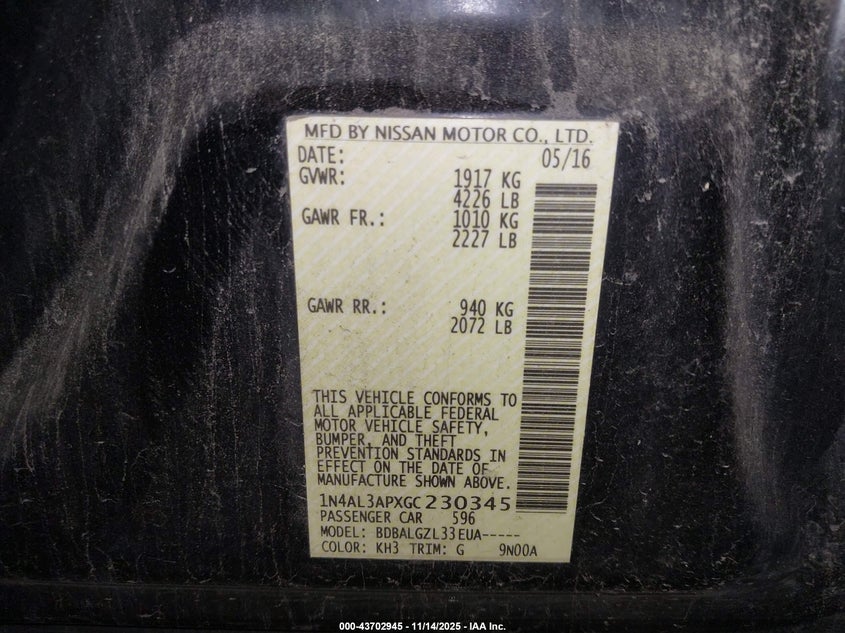 MFD BY NISSAN MOTOR CO., LTD.
DATE: 05/16
GVWR: 1917 KG
4226 LB
GAWR FR.: 1010 KG
2227 LB
GAWR RR.: 940 KG
2072 LB
THIS VEHICLE CONFORMS TO
ALL APPLICABLE FEDERAL
MOTOR VEHICLE SAFETY,
BUMPER, AND THEFT
PREVENTION STANDARDS IN
EFFECT ON THE DATE OF
MANUFACTURE SHOWN ABOVE.
1N4AL3APXGC230345
PASSENGER CAR 596
MODEL: BDBALGZL33EUA-----
COLOR: KH3 TRIM: G 9N00A
000-43702945 - 11/14/2025 - IAA Inc.